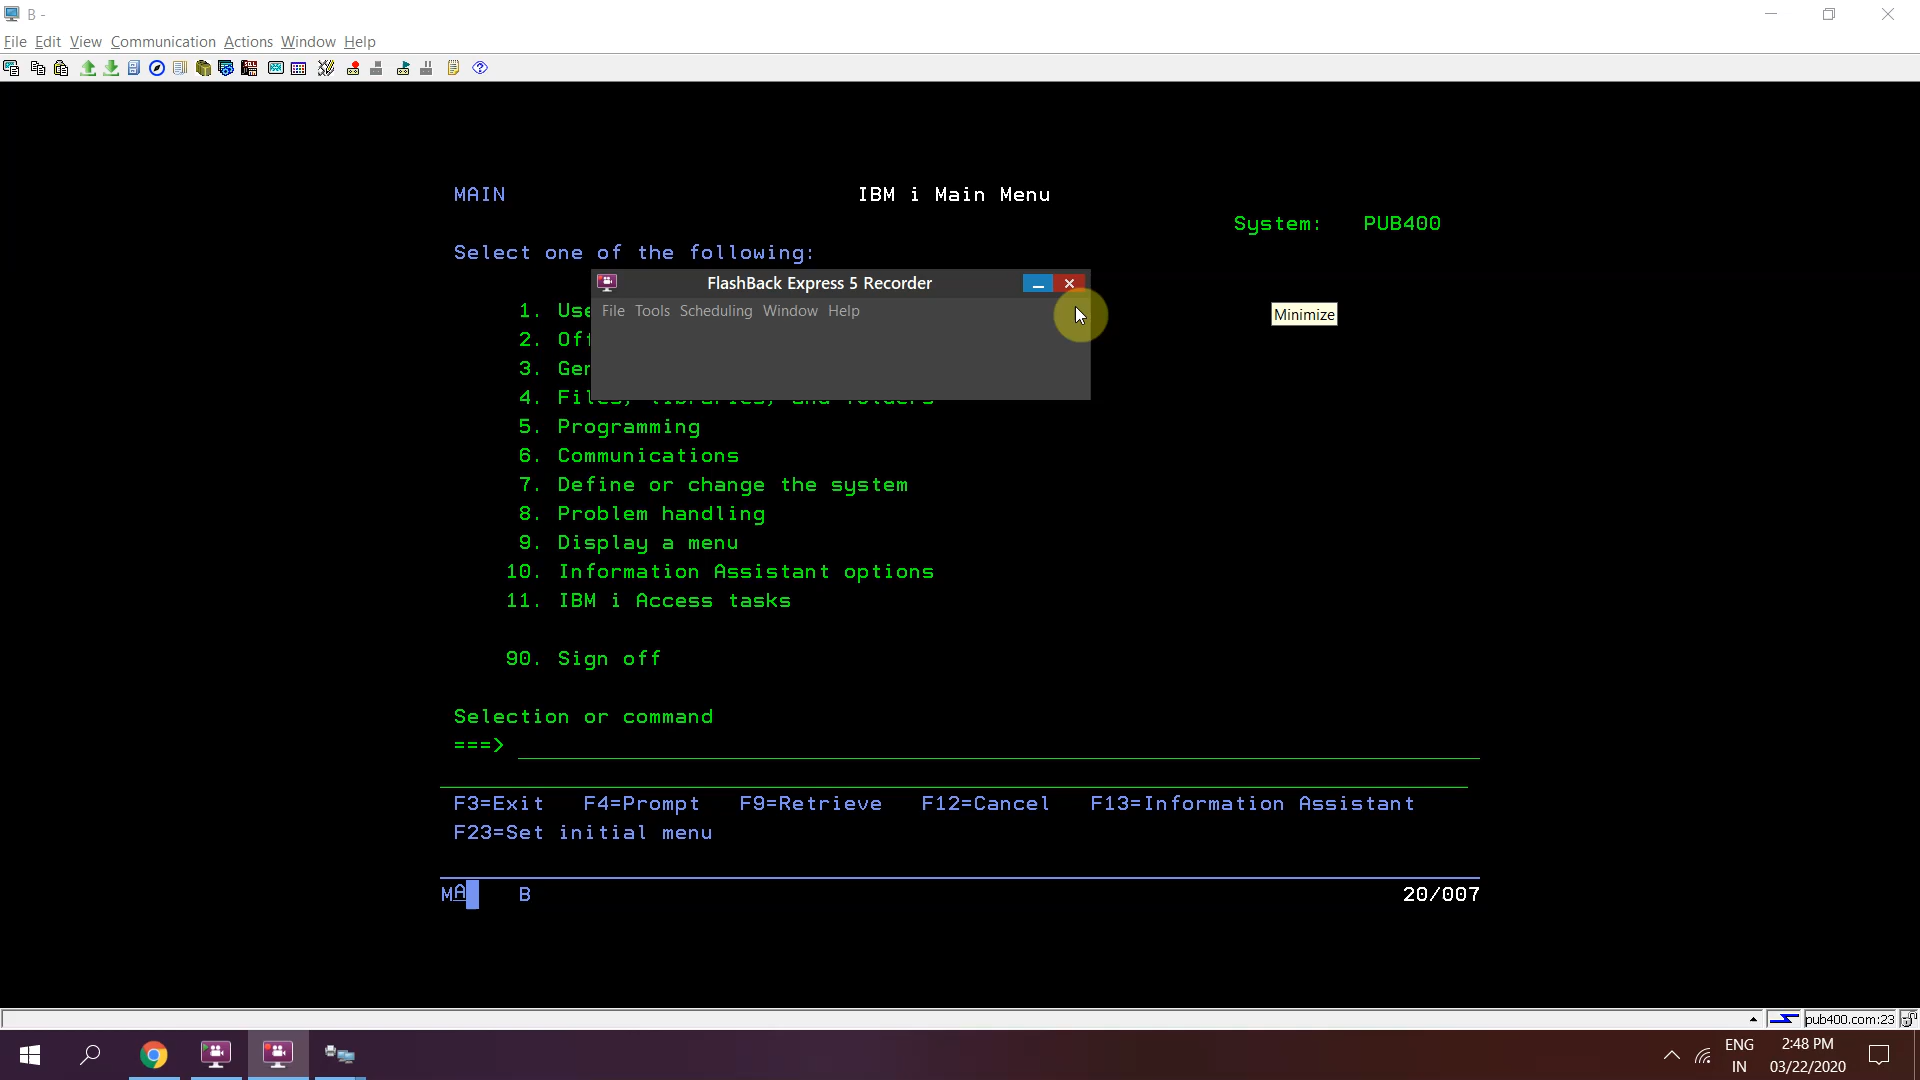 B -
File Edit View Communication Actions Window Help
MAIN IBM i Main Menu
System: PUB400
Select one of the following:
FlashBack Express 5 Recorder
File Tools Scheduling Window Help
Minimize
1.
2.
3.
4.
5. Programming
6. Communications
7. Define or change the system
8. Problem handling
9. Display a menu
10. Information Assistant options
11. IBM i Access tasks
90. Sign off
Selection or command
===>
F3=Exit F4=Prompt F9=Retrieve F12=Cancel F13=Information Assistant
F23=Set initial menu
MA B 20/007
pub400.com:23
ENG 2:48 PM
IN 03/22/2020